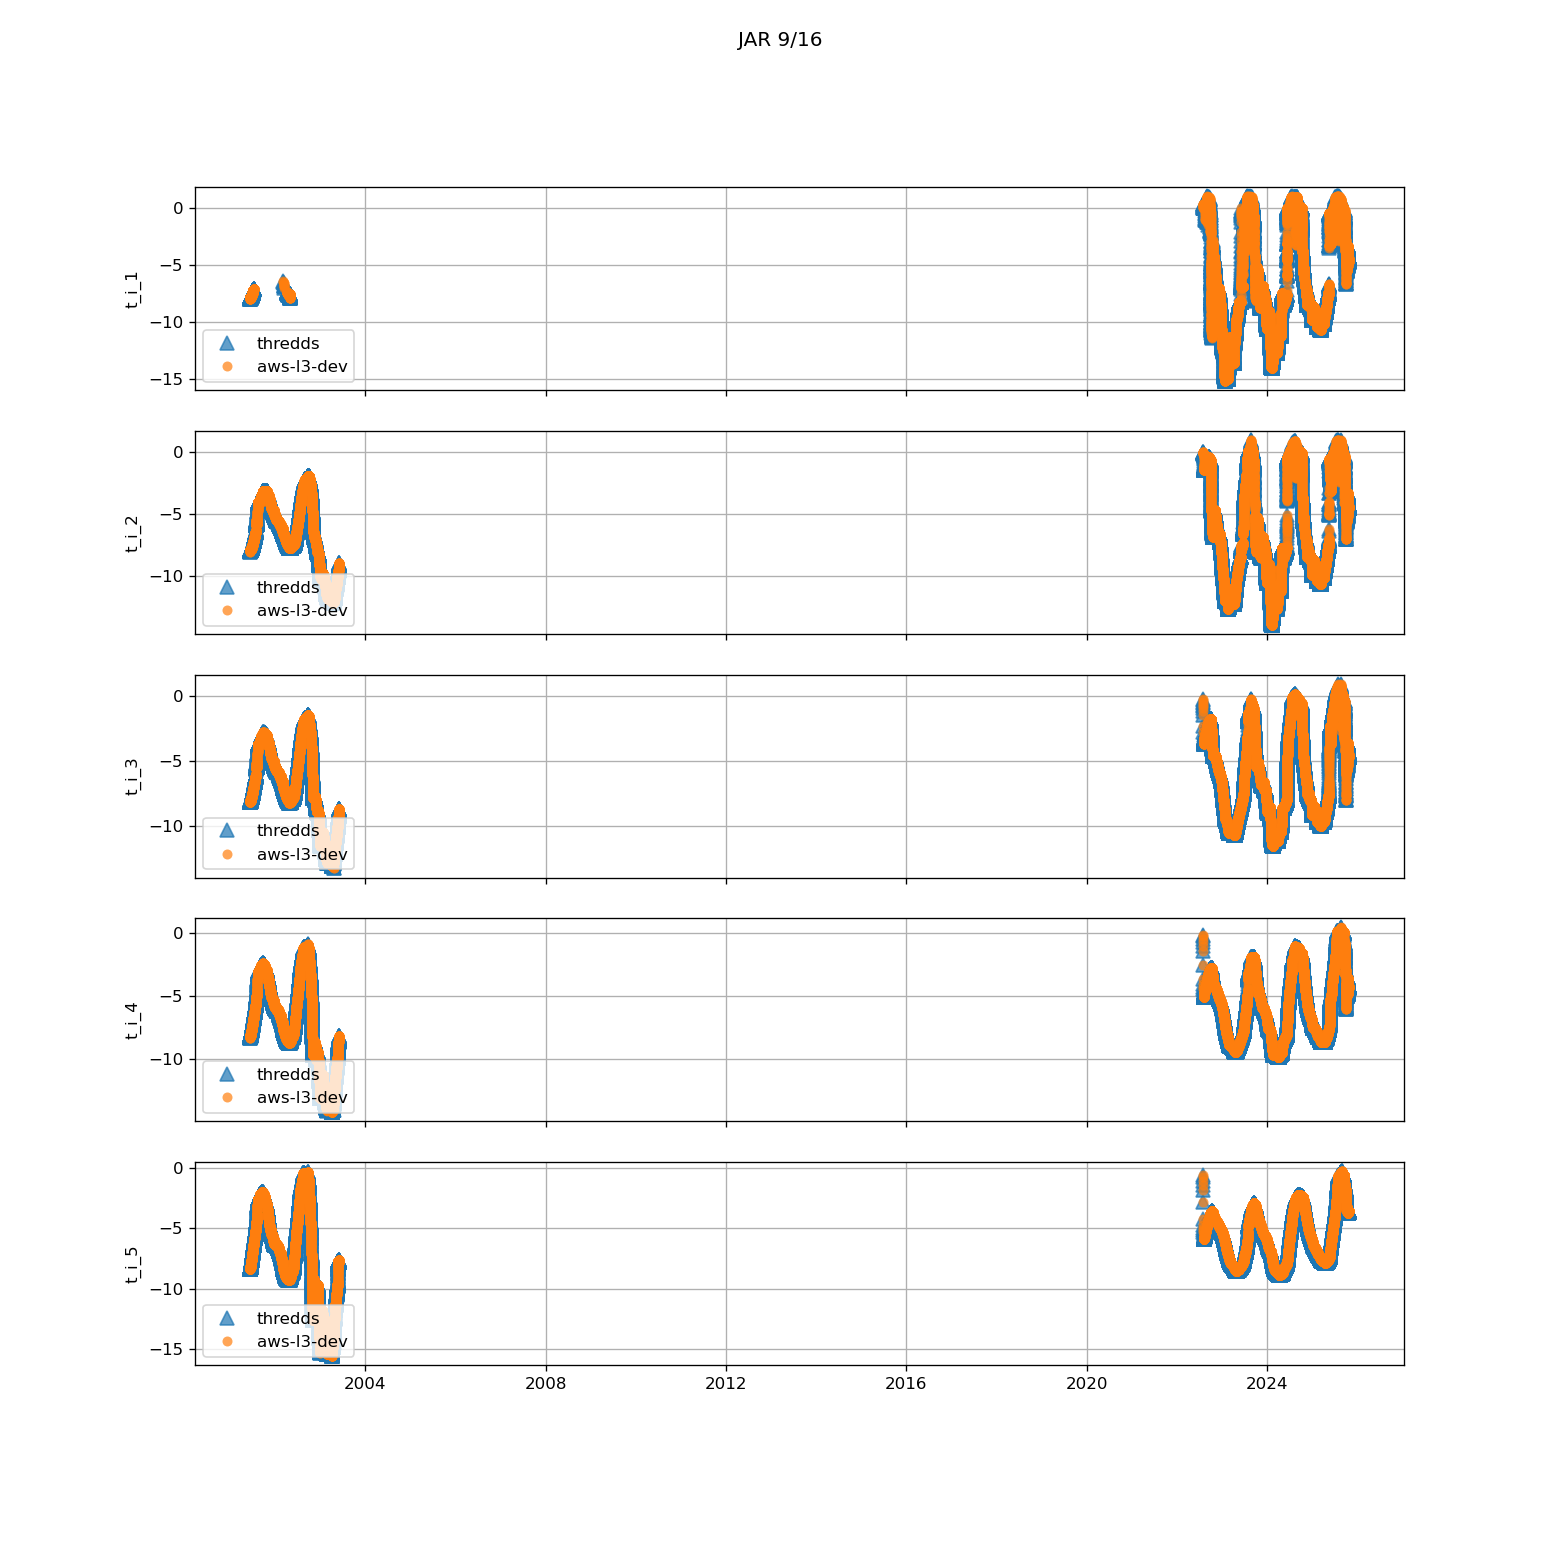 JAR 9/16
0
−5
−10
−15
t_i_1
thredds
aws-l3-dev
0
−5
−10
t_i_2
thredds
aws-l3-dev
0
−5
−10
t_i_3
thredds
aws-l3-dev
0
−5
−10
t_i_4
thredds
aws-l3-dev
0
−5
−10
−15
t_i_5
thredds
aws-l3-dev
2004 2008 2012 2016 2020 2024